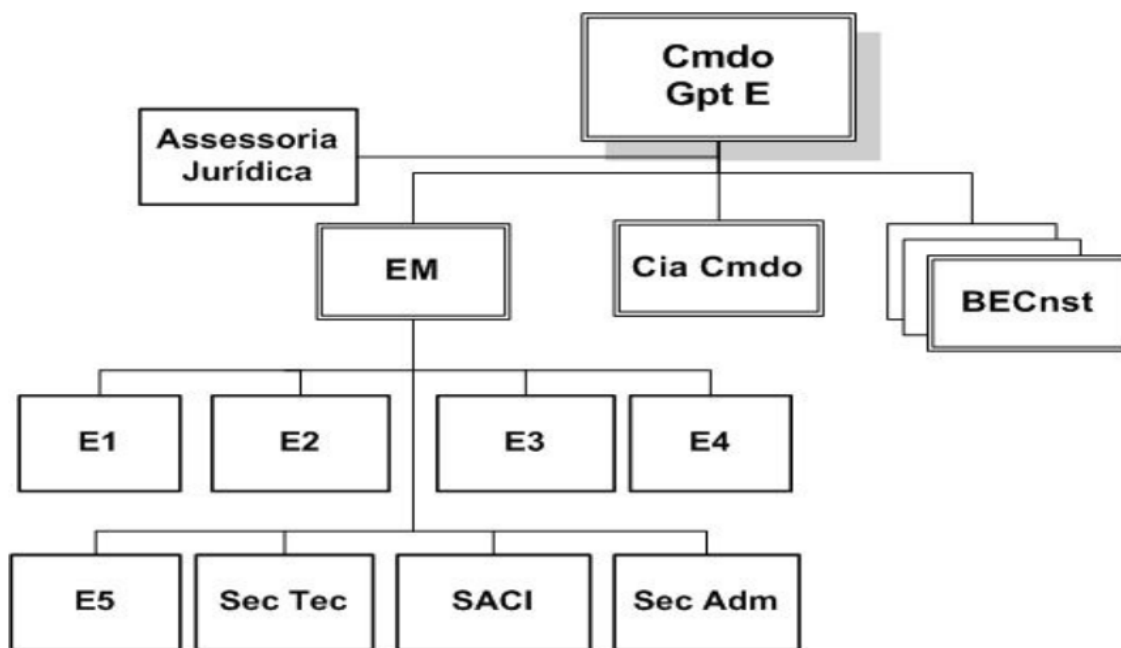 Cmdo
Gpt E
Assessoria
Jurídica
EM
Cia Cmdo
BECnst
E1
E2
E3
E4
E5
Sec Tec
SACI
Sec Adm